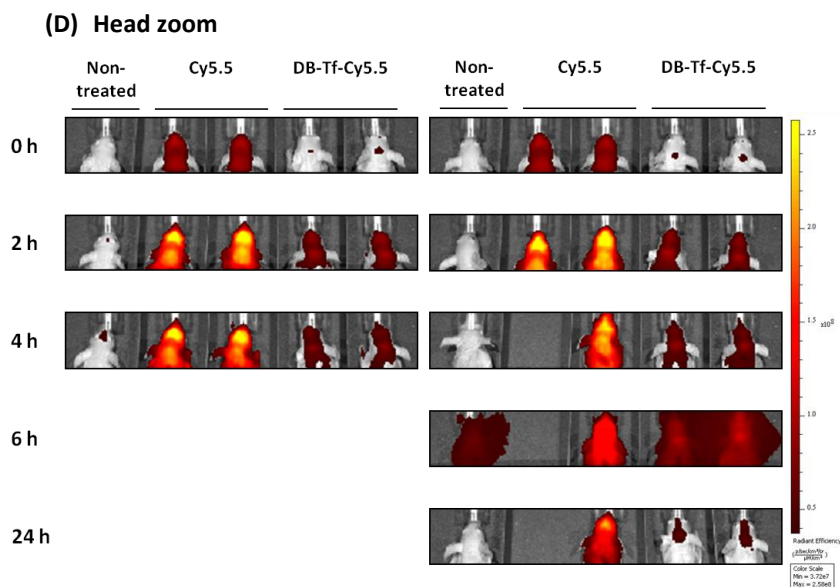 (D) Head zoom
Non-
treated
Cy5.5
DB-Tf-Cy5.5
Non-
treated
Cy5.5
DB-Tf-Cy5.5
0 h
2 h
4 h
6 h
24 h
2.5
2.0
1.5
x10⁸
1.0
0.5
Radiant Efficiency
Color Scale
Min = 3.72e7
Max = 2.58e8